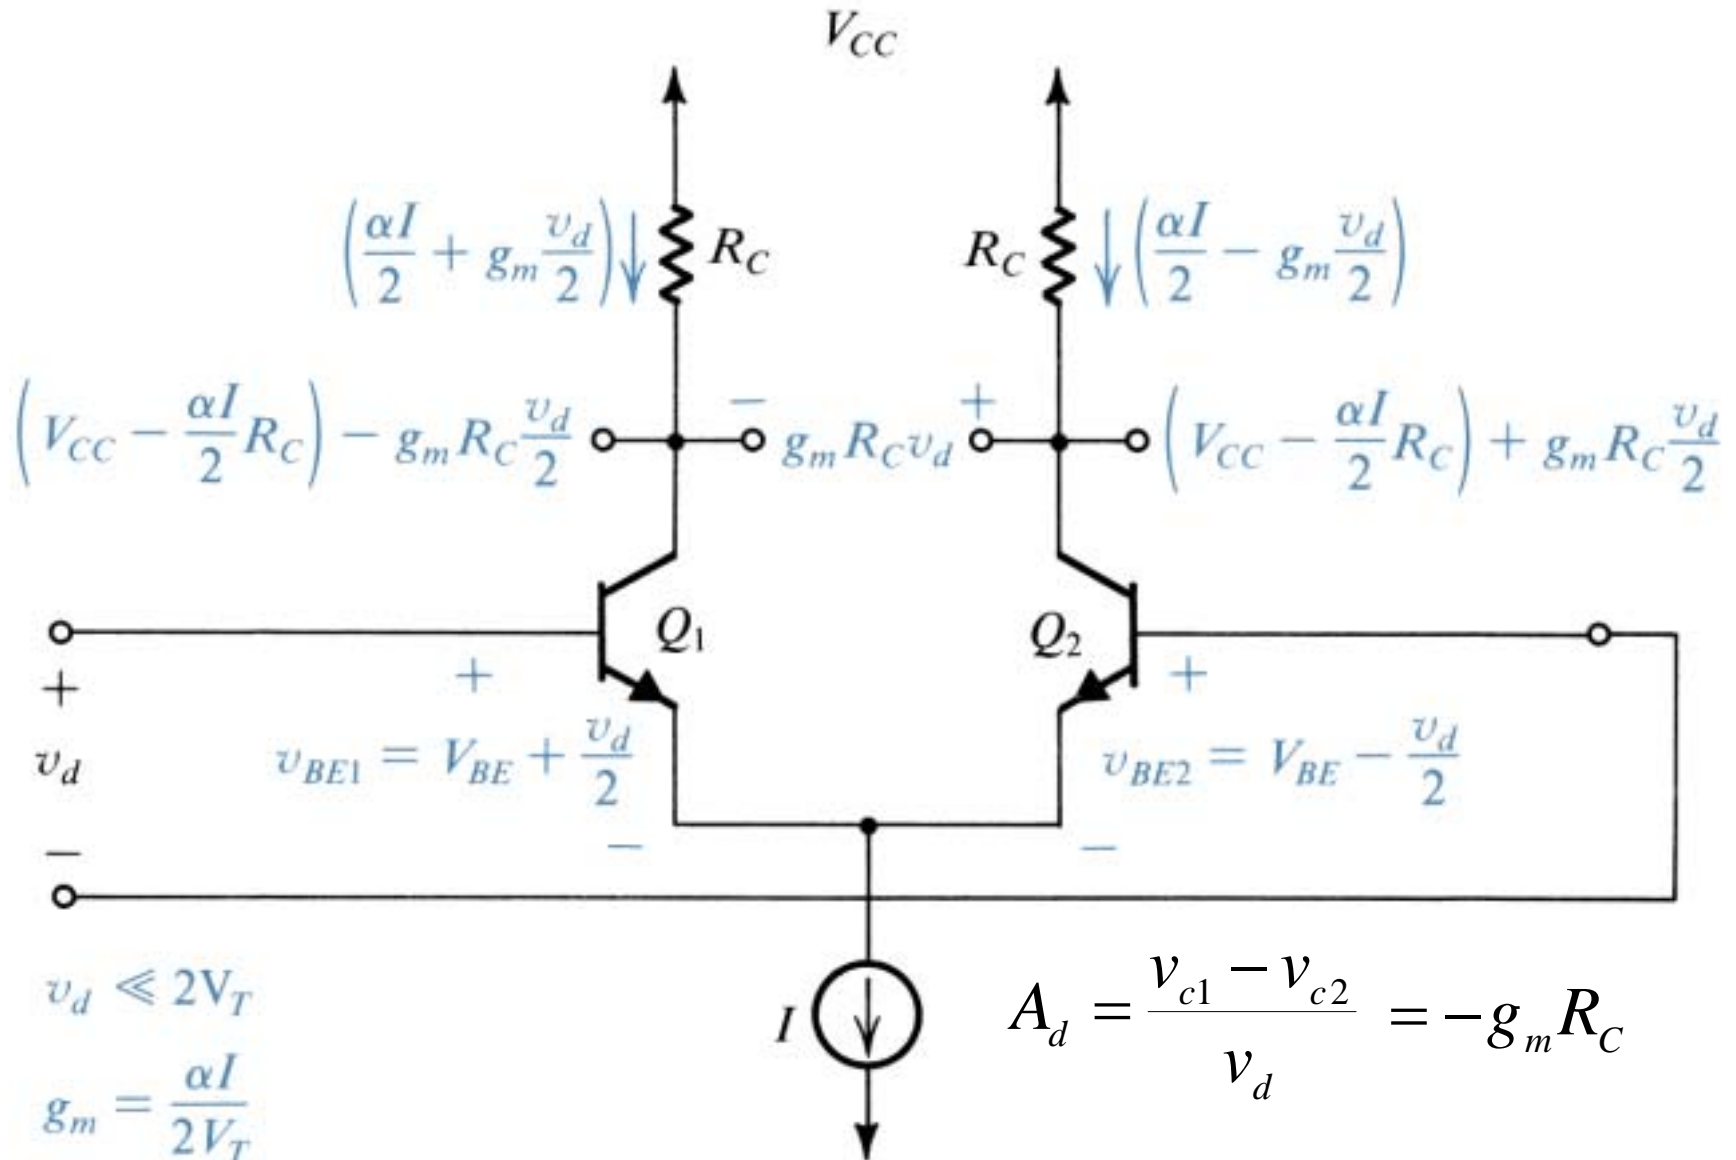 V_CC
(αI/2 + g_m v_d/2) ↓ R_C
R_C ↓ (αI/2 − g_m v_d/2)
(V_CC − αI/2 R_C) − g_m R_C v_d/2
− g_m R_C v_d +
(V_CC − αI/2 R_C) + g_m R_C v_d/2
Q_1
Q_2
+
v_d
−
+
v_BE1 = V_BE + v_d/2
−
+
v_BE2 = V_BE − v_d/2
−
v_d ≪ 2V_T
g_m = αI/2V_T
I
A_d = (v_c1 − v_c2)/v_d = −g_m R_C